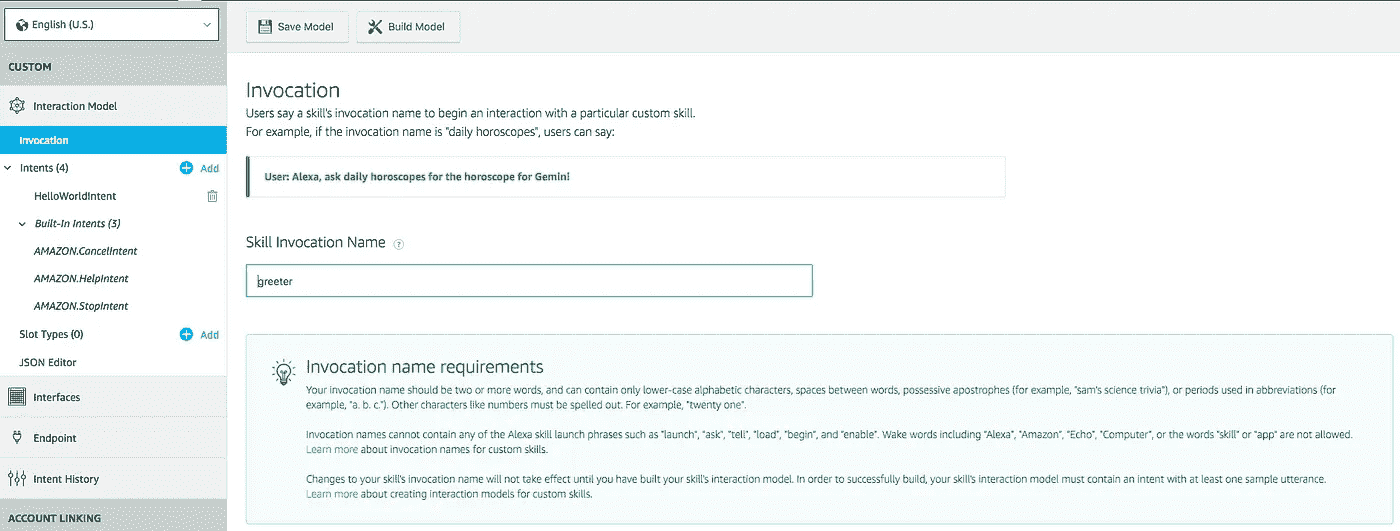 English (U.S.)
Save Model
Build Model
CUSTOM
Interaction Model
Invocation
Intents (4)
Add
HelloWorldIntent
Built-In Intents (3)
AMAZON.CancelIntent
AMAZON.HelpIntent
AMAZON.StopIntent
Slot Types (0)
Add
JSON Editor
Interfaces
Endpoint
Intent History
ACCOUNT LINKING
Invocation
Users say a skill's invocation name to begin an interaction with a particular custom skill.
For example, if the invocation name is "daily horoscopes", users can say:
User: Alexa, ask daily horoscopes for the horoscope for Gemini
Skill Invocation Name ?
greeter
Invocation name requirements
Your invocation name should be two or more words, and can contain only lower-case alphabetic characters, spaces between words, possessive apostrophes (for example, "sam's science trivia"), or periods used in abbreviations (for
example, "a. b. c."). Other characters like numbers must be spelled out. For example, "twenty one".
Invocation names cannot contain any of the Alexa skill launch phrases such as "launch", "ask", "tell", "load", "begin", and "enable". Wake words including "Alexa", "Amazon", "Echo", "Computer", or the words "skill" or "app" are not allowed.
Learn more about invocation names for custom skills.
Changes to your skill's invocation name will not take effect until you have built your skill's interaction model. In order to successfully build, your skill's interaction model must contain an intent with at least one sample utterance.
Learn more about creating interaction models for custom skills.